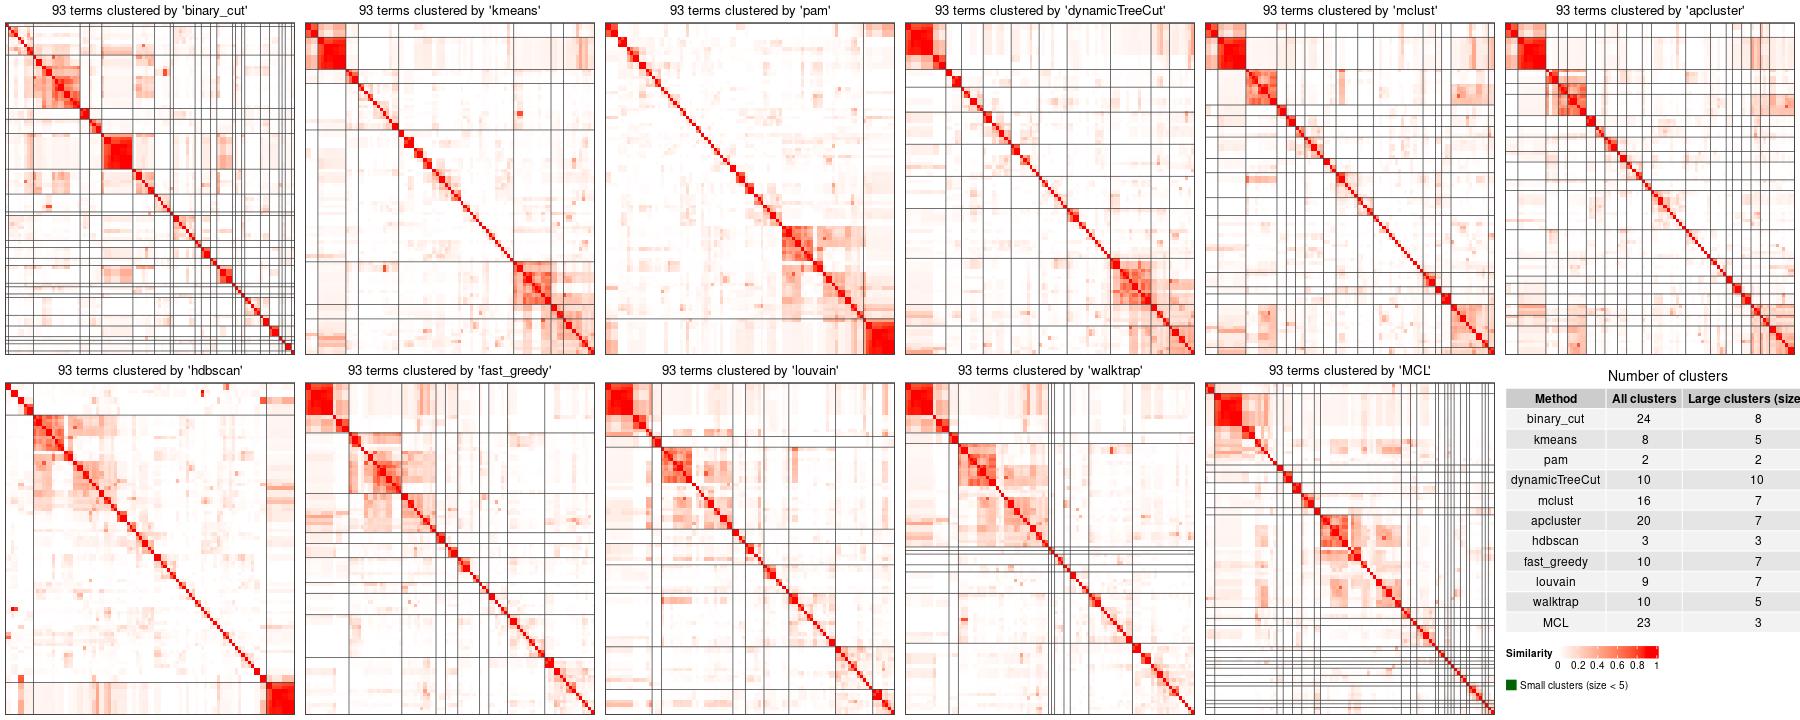 93 terms clustered by 'binary_cut'
93 terms clustered by 'kmeans'
93 terms clustered by 'pam'
93 terms clustered by 'dynamicTreeCut'
93 terms clustered by 'mclust'
93 terms clustered by 'apcluster'
93 terms clustered by 'hdbscan'
93 terms clustered by 'fast_greedy'
93 terms clustered by 'louvain'
93 terms clustered by 'walktrap'
93 terms clustered by 'MCL'
Number of clusters
Method All clusters Large clusters (size
binary_cut 24 8
kmeans 8 5
pam 2 2
dynamicTreeCut 10 10
mclust 16 7
apcluster 20 7
hdbscan 3 3
fast_greedy 10 7
louvain 9 7
walktrap 10 5
MCL 23 3
Similarity
0 0.2 0.4 0.6 0.8 1
Small clusters (size < 5)